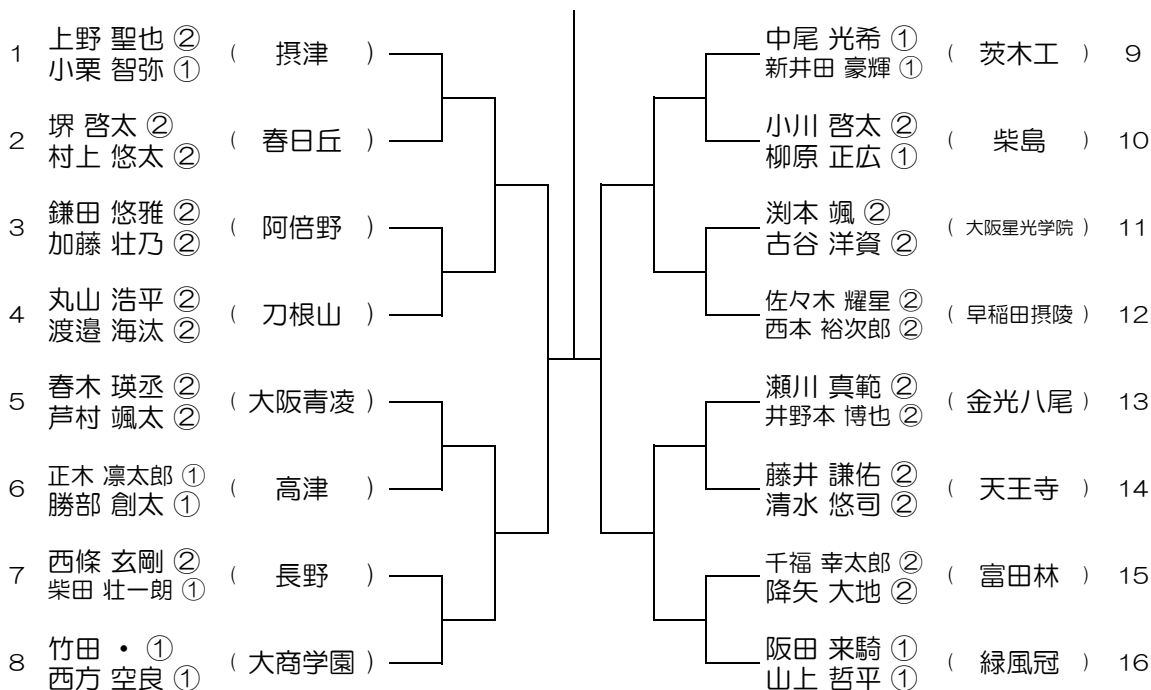 1 上野 聖也 ② ( 摂津 )
小栗 智弥 ①
2 堺 啓太 ② ( 春日丘 )
村上 悠太 ②
3 鎌田 悠雅 ② ( 阿倍野 )
加藤 壮乃 ②
4 丸山 浩平 ② ( 刀根山 )
渡邉 海汰 ②
5 春木 瑛丞 ② ( 大阪青凌 )
芦村 颯太 ②
6 正木 凛太郎 ① ( 高津 )
勝部 創太 ①
7 西條 玄剛 ② ( 長野 )
柴田 壮一朗 ①
8 竹田 ・ ① ( 大商学園 )
西方 空良 ①
中尾 光希 ① ( 茨木工 ) 9
新井田 豪輝 ①
小川 啓太 ② ( 柴島 ) 10
柳原 正広 ①
渕本 颯 ② ( 大阪星光学院 ) 11
古谷 洋資 ②
佐々木 耀星 ② ( 早稲田摂陵 ) 12
西本 裕次郎 ②
瀬川 真範 ② ( 金光八尾 ) 13
井野本 博也 ②
藤井 謙佑 ② ( 天王寺 ) 14
清水 悠司 ②
千福 幸太郎 ② ( 富田林 ) 15
降矢 大地 ②
阪田 来騎 ① ( 緑風冠 ) 16
山上 哲平 ①